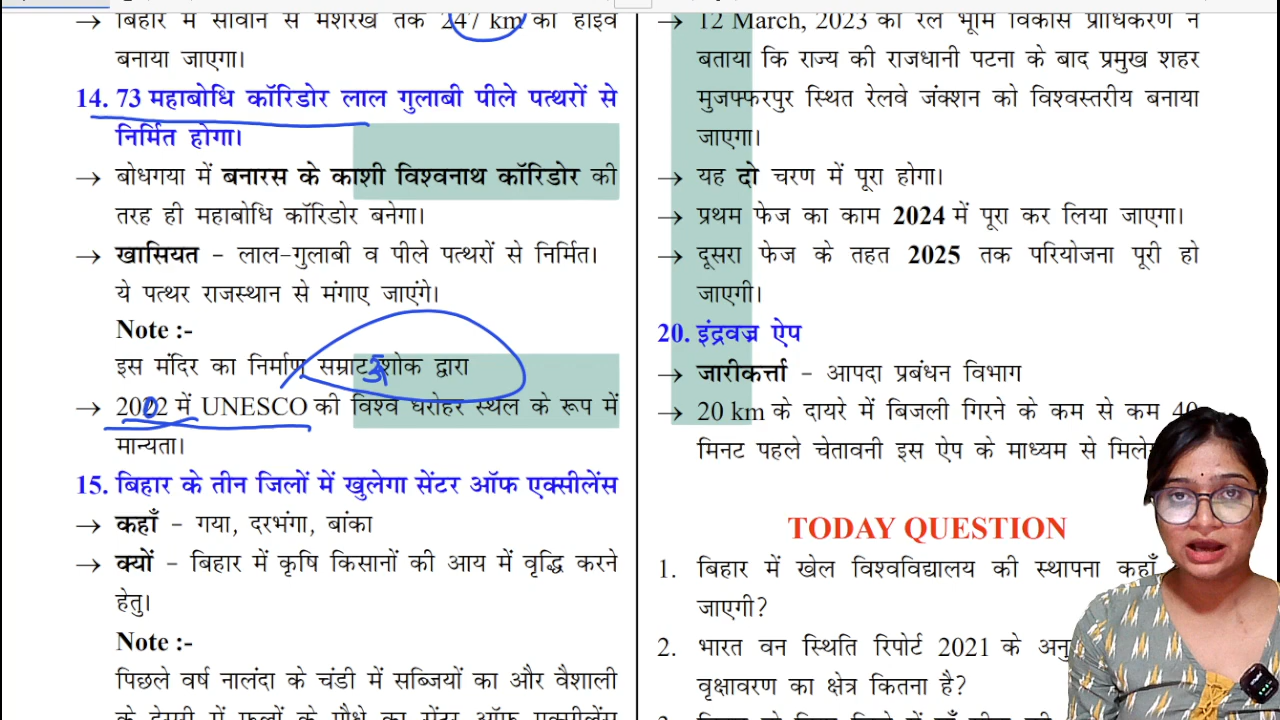 बिहार में सीवान से मशरख तक 247 km का हाइवे
बनाया जाएगा।
14. 73 महाबोधि कॉरिडोर लाल गुलाबी पीले पत्थरों से
निर्मित होगा।
→ बोधगया में बनारस के काशी विश्वनाथ कॉरिडोर की
तरह ही महाबोधि कॉरिडोर बनेगा।
→ खासियत - लाल-गुलाबी व पीले पत्थरों से निर्मित।
ये पत्थर राजस्थान से मंगाए जाएंगे।
Note :-
इस मंदिर का निर्माण सम्राट अशोक द्वारा
→ 2002 में UNESCO की विश्व धरोहर स्थल के रूप में
मान्यता।
15. बिहार के तीन जिलों में खुलेगा सेंटर ऑफ एक्सीलेंस
→ कहाँ - गया, दरभंगा, बांका
→ क्यों - बिहार में कृषि किसानों की आय में वृद्धि करने
हेतु।
Note :-
पिछले वर्ष नालंदा के चंडी में सब्जियों का और वैशाली
के देसरी में फलों के पौधे का सेंटर ऑफ एक्सीलेंस
→ 12 March, 2023 को रेल भूमि विकास प्राधिकरण ने
बताया कि राज्य की राजधानी पटना के बाद प्रमुख शहर
मुजफ्फरपुर स्थित रेलवे जंक्शन को विश्वस्तरीय बनाया
जाएगा।
→ यह दो चरण में पूरा होगा।
→ प्रथम फेज का काम 2024 में पूरा कर लिया जाएगा।
→ दूसरा फेज के तहत 2025 तक परियोजना पूरी हो
जाएगी।
20. इंद्रवज्र ऐप
→ जारीकर्त्ता - आपदा प्रबंधन विभाग
→ 20 km के दायरे में बिजली गिरने के कम से कम 40
मिनट पहले चेतावनी इस ऐप के माध्यम से
TODAY QUESTION
1. बिहार में खेल विश्वविद्यालय की स्थापना कहाँ
जाएगी?
2. भारत वन स्थिति रिपोर्ट 2021 के
वृक्षावरण का क्षेत्र कितना है?